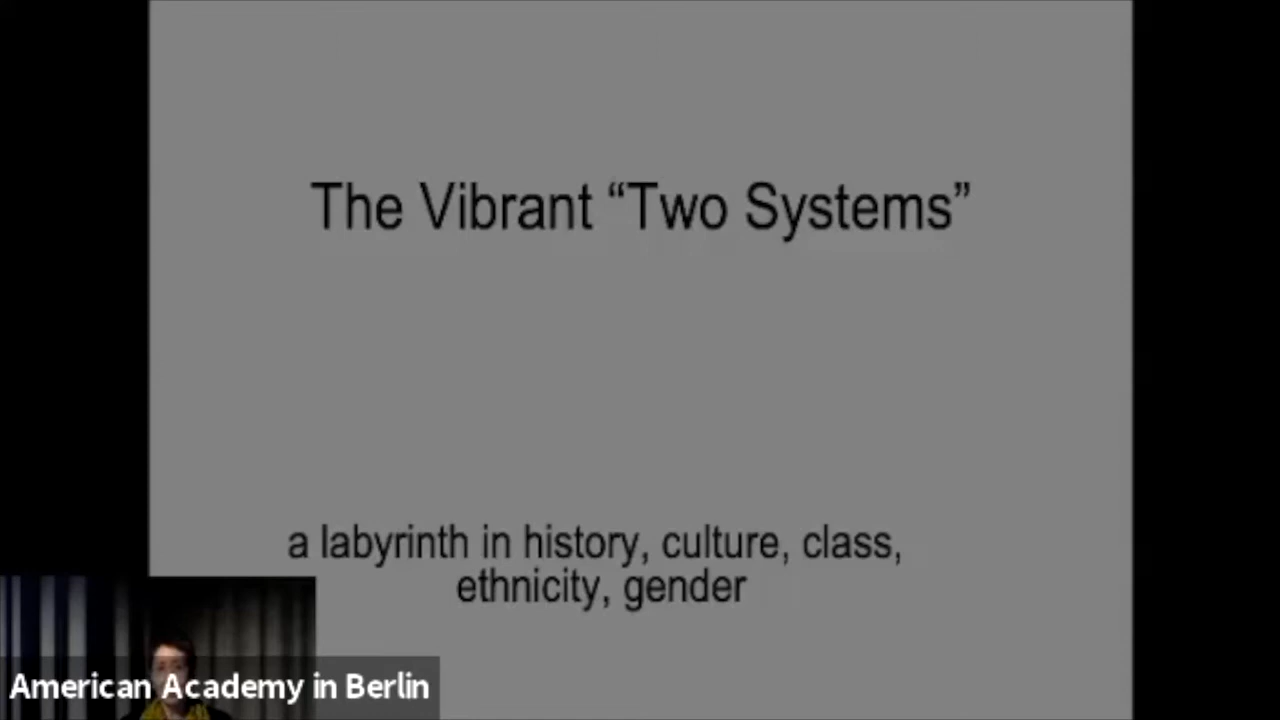 The Vibrant “Two Systems”
a labyrinth in history, culture, class,
ethnicity, gender
American Academy in Berlin